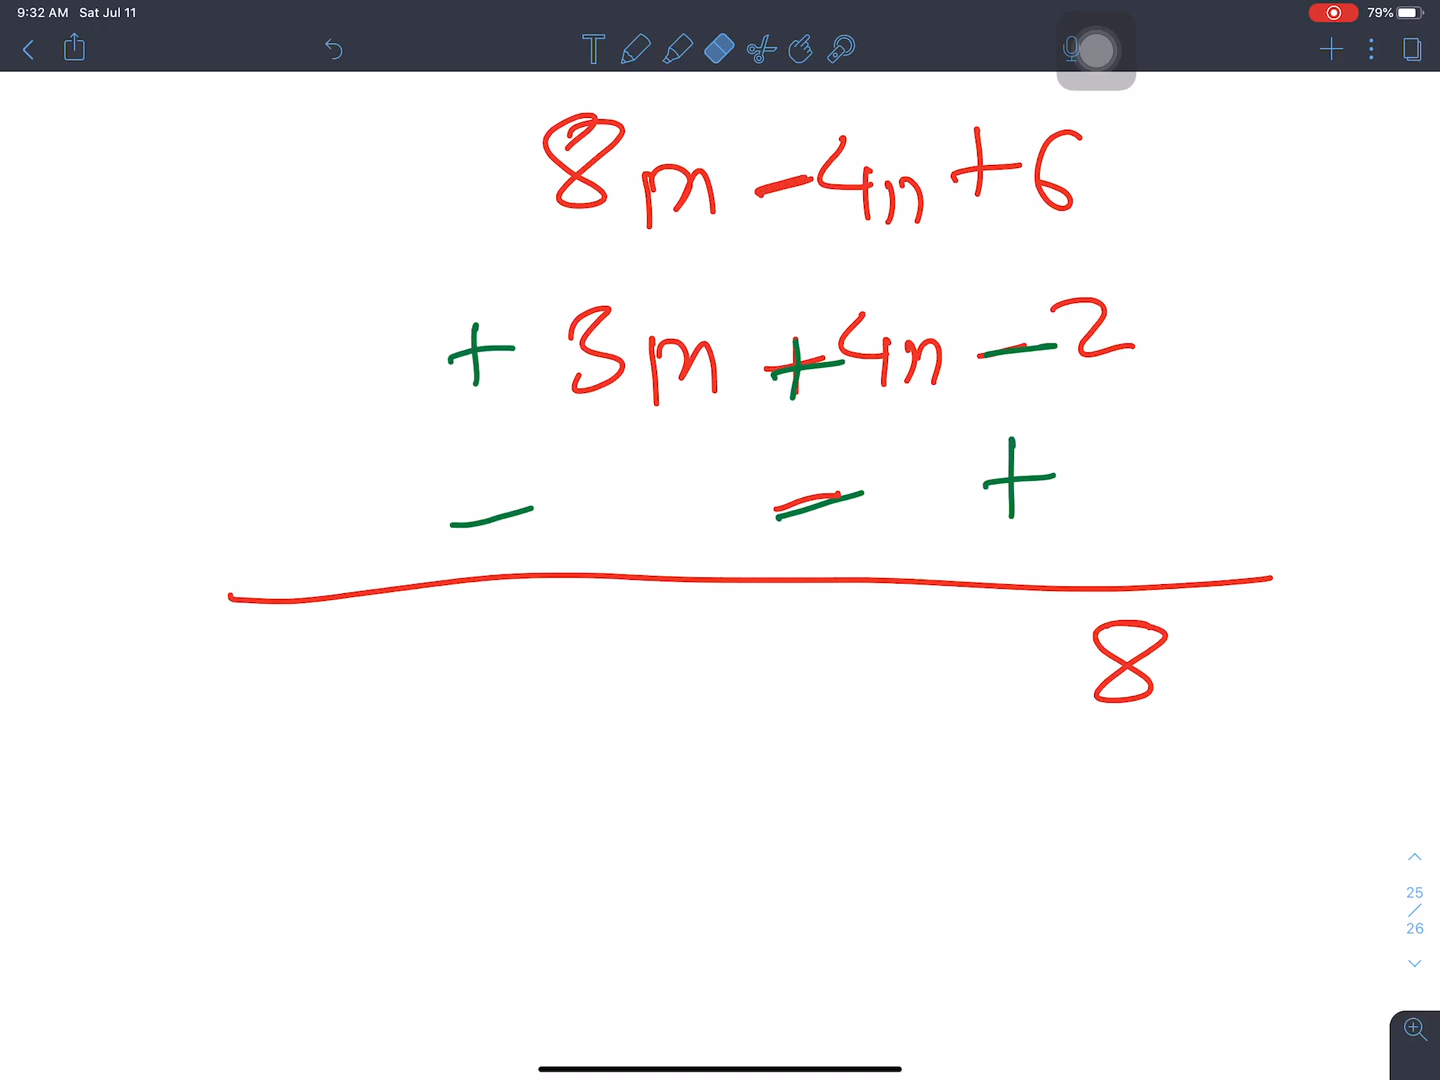 9:32 AM Sat Jul 11
79%
T
8m - 4n + 6
+ 3m + 4n - 2
- - +
8
25
/
26